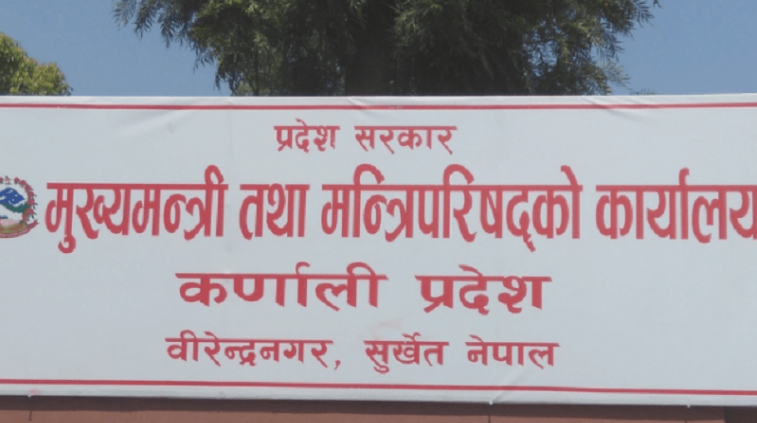 प्रदेश सरकार
मुख्यमन्त्री तथा मन्त्रिपरिषद्को कार्यालय
कर्णाली प्रदेश
वीरेन्द्रनगर, सुर्खेत नेपाल